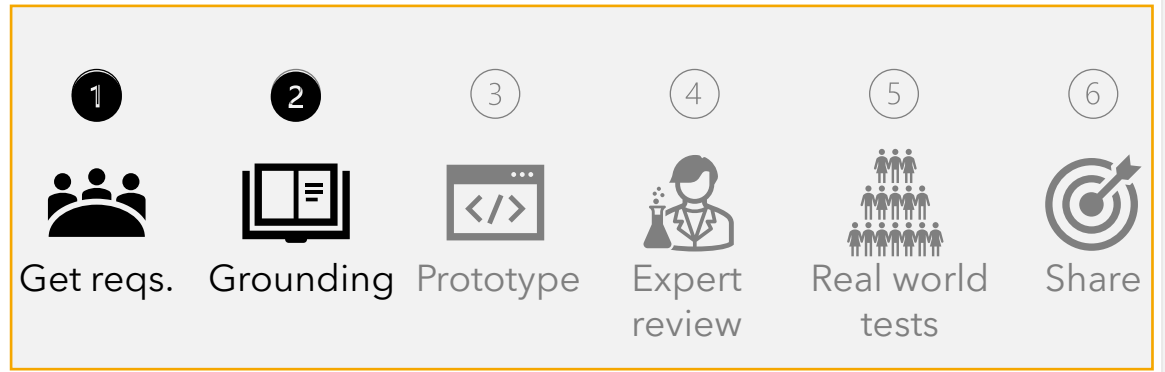 1 2 3 4 5 6
</>
Get reqs. Grounding Prototype Expert Real world Share
review tests